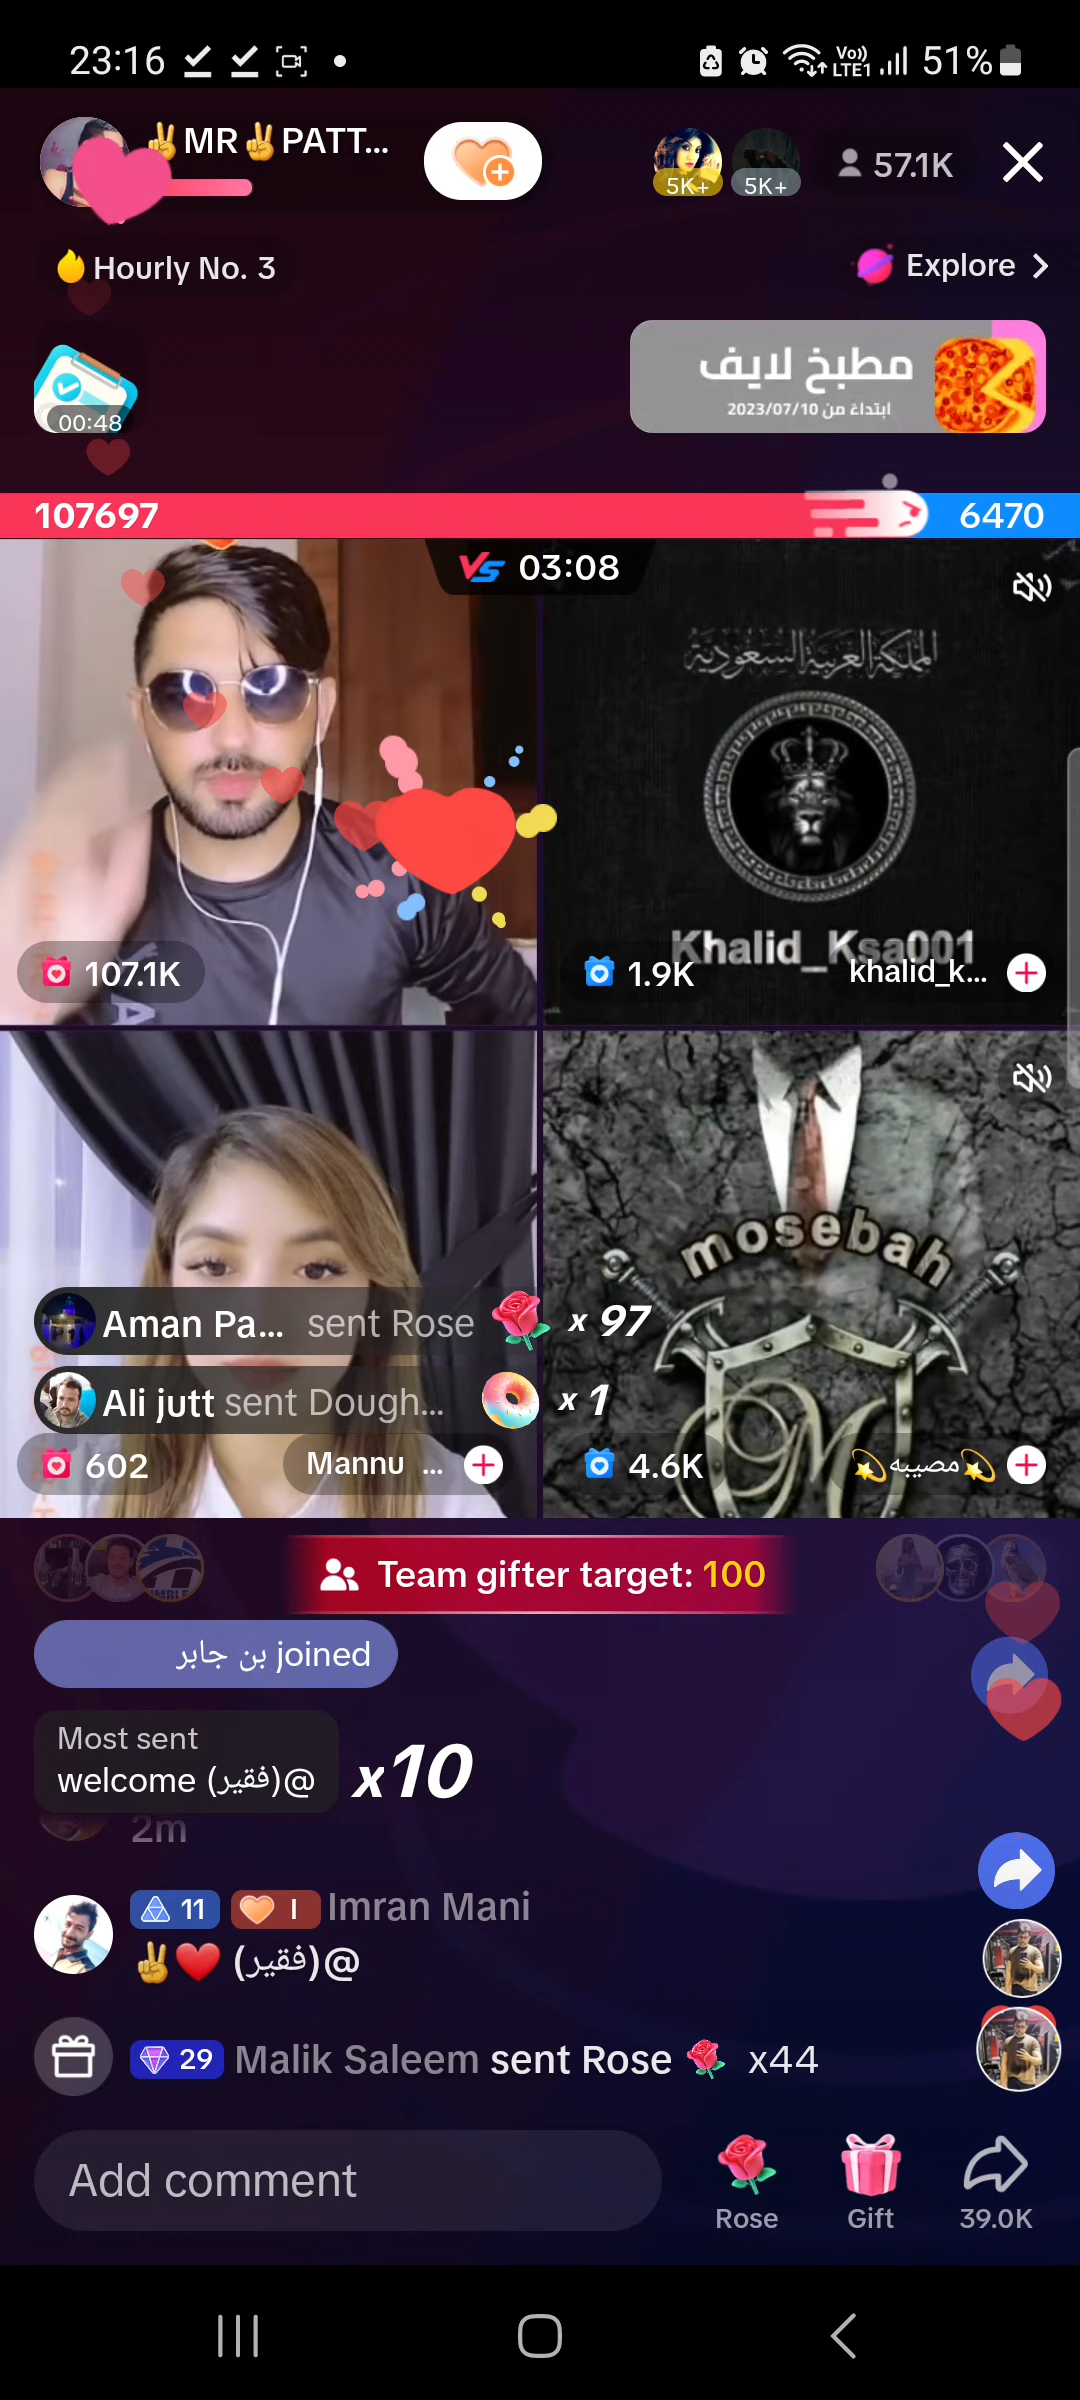 23:16
Vo)) LTE1
51%
✌MR✌PATT...
5K+
5K+
57.1K
Hourly No. 3
Explore
00:48
مطبخ لايف
ابتداءً من 2023/07/10
107697
6470
VS 03:08
المملكة العربية السعودية
Khalid_Ksa001
107.1K
1.9K
khalid_k...
mosebah
Aman Pa... sent Rose x 97
Ali jutt sent Dough... x 1
602
Mannu ...
4.6K
💫مصيبه💫
Team gifter target: 100
بن جابر joined
Most sent
welcome (فقير)@
x10
2m
11 I Imran Mani
✌❤ (فقير)@
29 Malik Saleem sent Rose x44
Add comment
Rose
Gift
39.0K